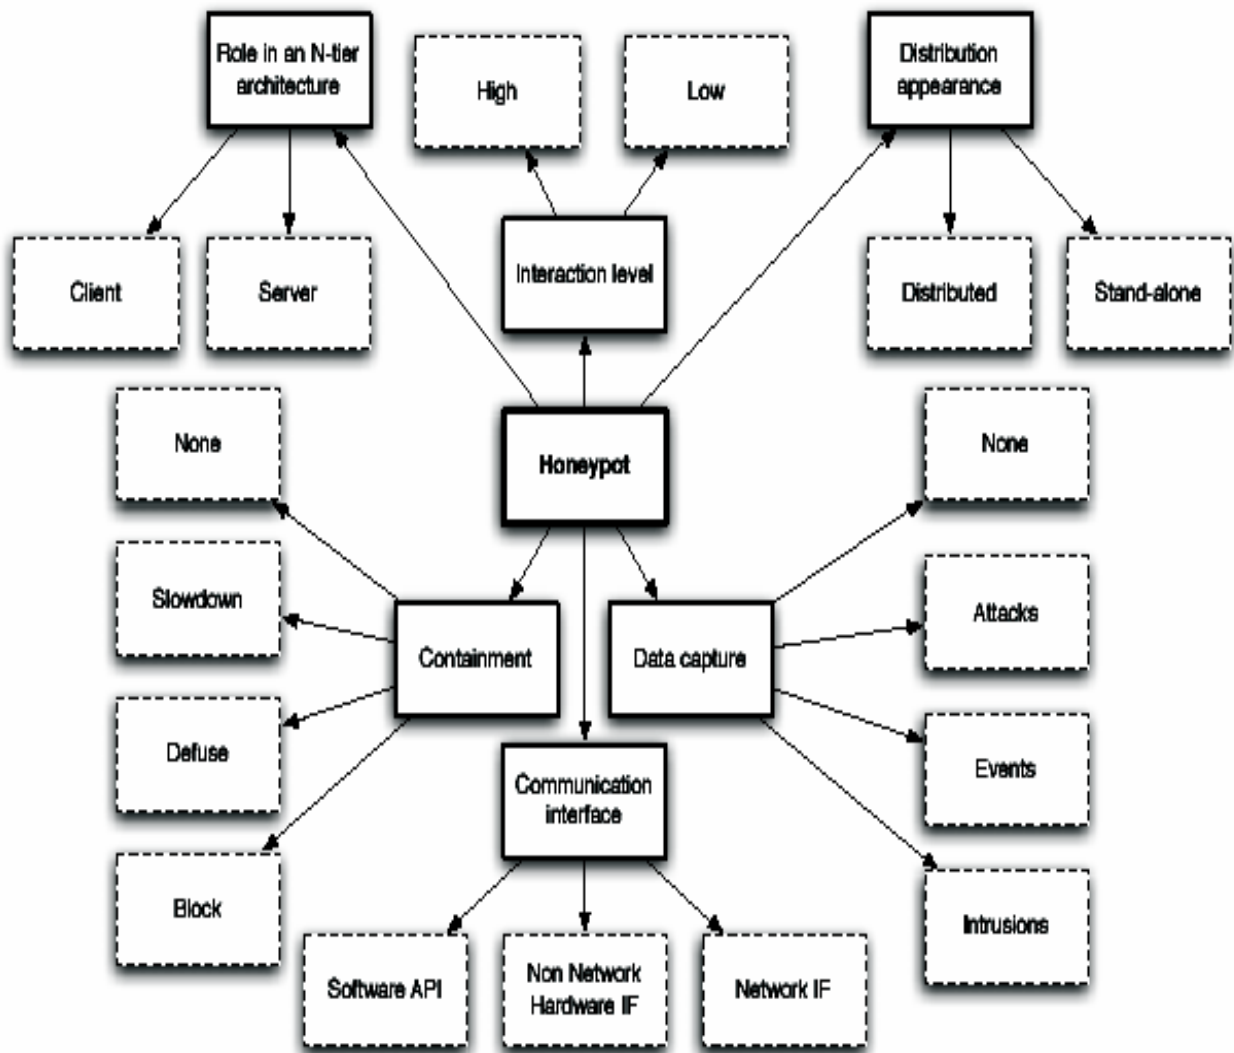 Role in an N-tier
architecture
High
Low
Distribution
appearance
Client
Server
Interaction level
Distributed
Stand-alone
None
Honeypot
None
Slowdown
Containment
Data capture
Attacks
Defuse
Communication
interface
Events
Block
Software API
Non Network
Hardware IF
Network IF
Intrusions